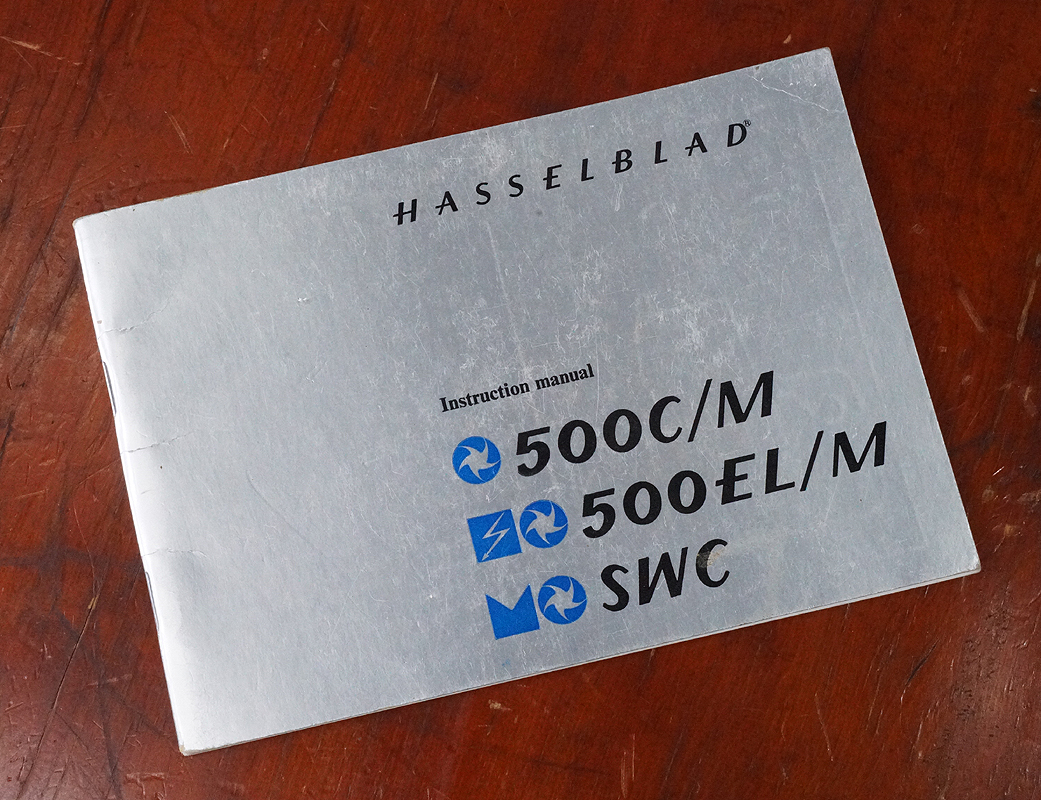 HASSELBLAD®
Instruction manual
500C/M
500EL/M
SWC